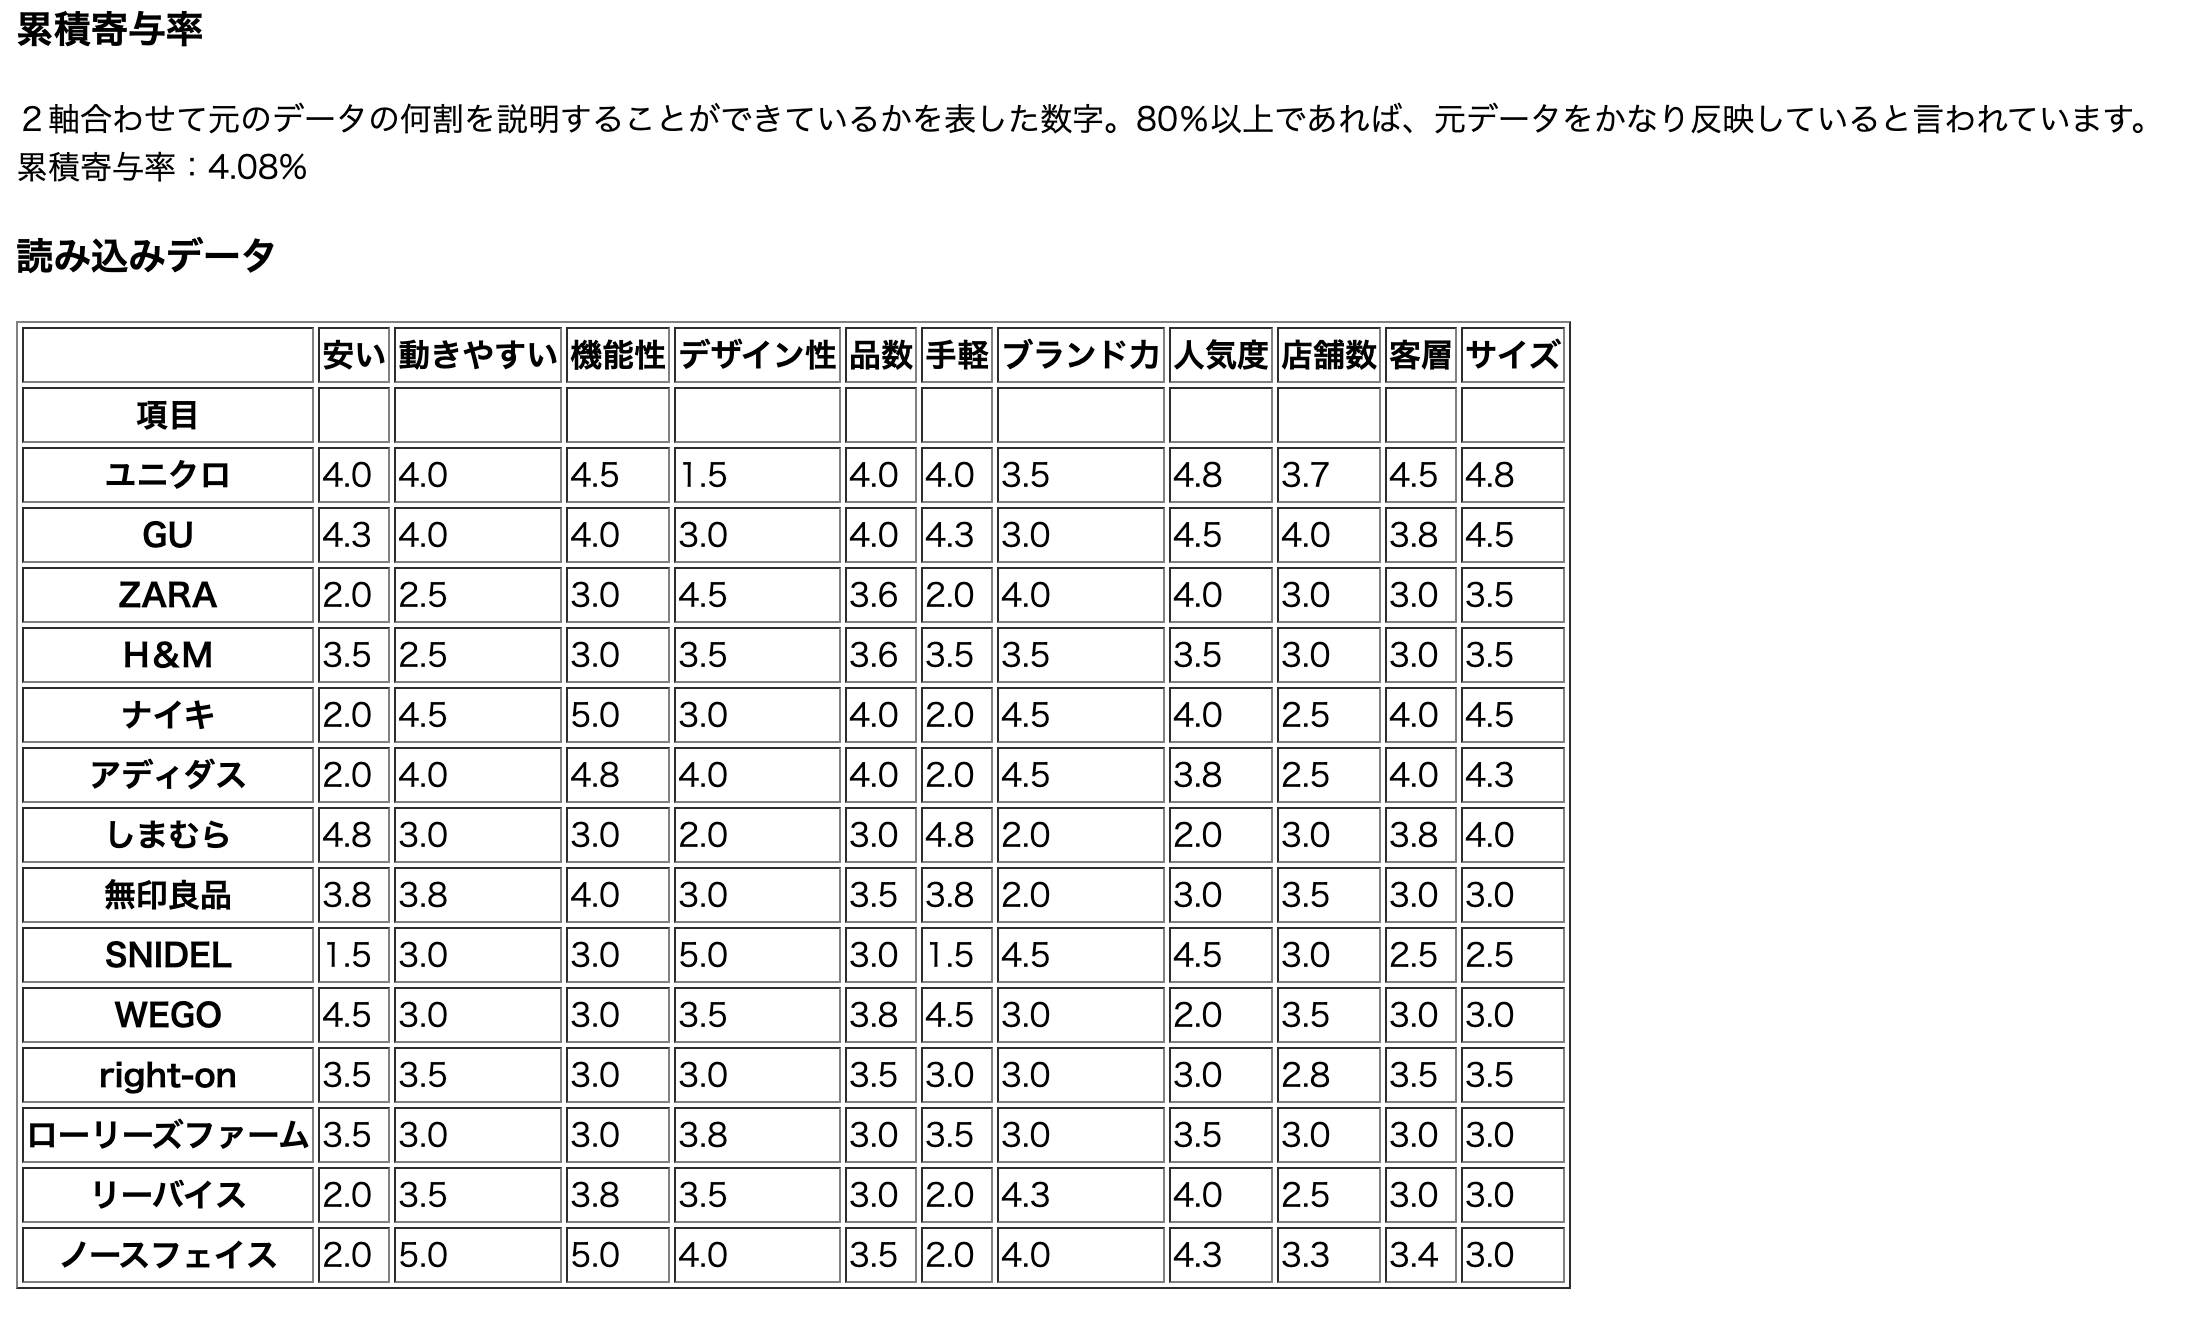 累積寄与率
２軸合わせて元のデータの何割を説明することができているかを表した数字。80%以上であれば、元データをかなり反映していると言われています。
累積寄与率：4.08%
読み込みデータ
安い 動きやすい 機能性 デザイン性 品数 手軽 ブランド力 人気度 店舗数 客層 サイズ
項目
ユニクロ 4.0 4.0 4.5 1.5 4.0 4.0 3.5 4.8 3.7 4.5 4.8
GU 4.3 4.0 4.0 3.0 4.0 4.3 3.0 4.5 4.0 3.8 4.5
ZARA 2.0 2.5 3.0 4.5 3.6 2.0 4.0 4.0 3.0 3.0 3.5
H&M 3.5 2.5 3.0 3.5 3.6 3.5 3.5 3.5 3.0 3.0 3.5
ナイキ 2.0 4.5 5.0 3.0 4.0 2.0 4.5 4.0 2.5 4.0 4.5
アディダス 2.0 4.0 4.8 4.0 4.0 2.0 4.5 3.8 2.5 4.0 4.3
しまむら 4.8 3.0 3.0 2.0 3.0 4.8 2.0 2.0 3.0 3.8 4.0
無印良品 3.8 3.8 4.0 3.0 3.5 3.8 2.0 3.0 3.5 3.0 3.0
SNIDEL 1.5 3.0 3.0 5.0 3.0 1.5 4.5 4.5 3.0 2.5 2.5
WEGO 4.5 3.0 3.0 3.5 3.8 4.5 3.0 2.0 3.5 3.0 3.0
right-on 3.5 3.5 3.0 3.0 3.5 3.0 3.0 3.0 2.8 3.5 3.5
ローリーズファーム 3.5 3.0 3.0 3.8 3.0 3.5 3.0 3.5 3.0 3.0 3.0
リーバイス 2.0 3.5 3.8 3.5 3.0 2.0 4.3 4.0 2.5 3.0 3.0
ノースフェイス 2.0 5.0 5.0 4.0 3.5 2.0 4.0 4.3 3.3 3.4 3.0